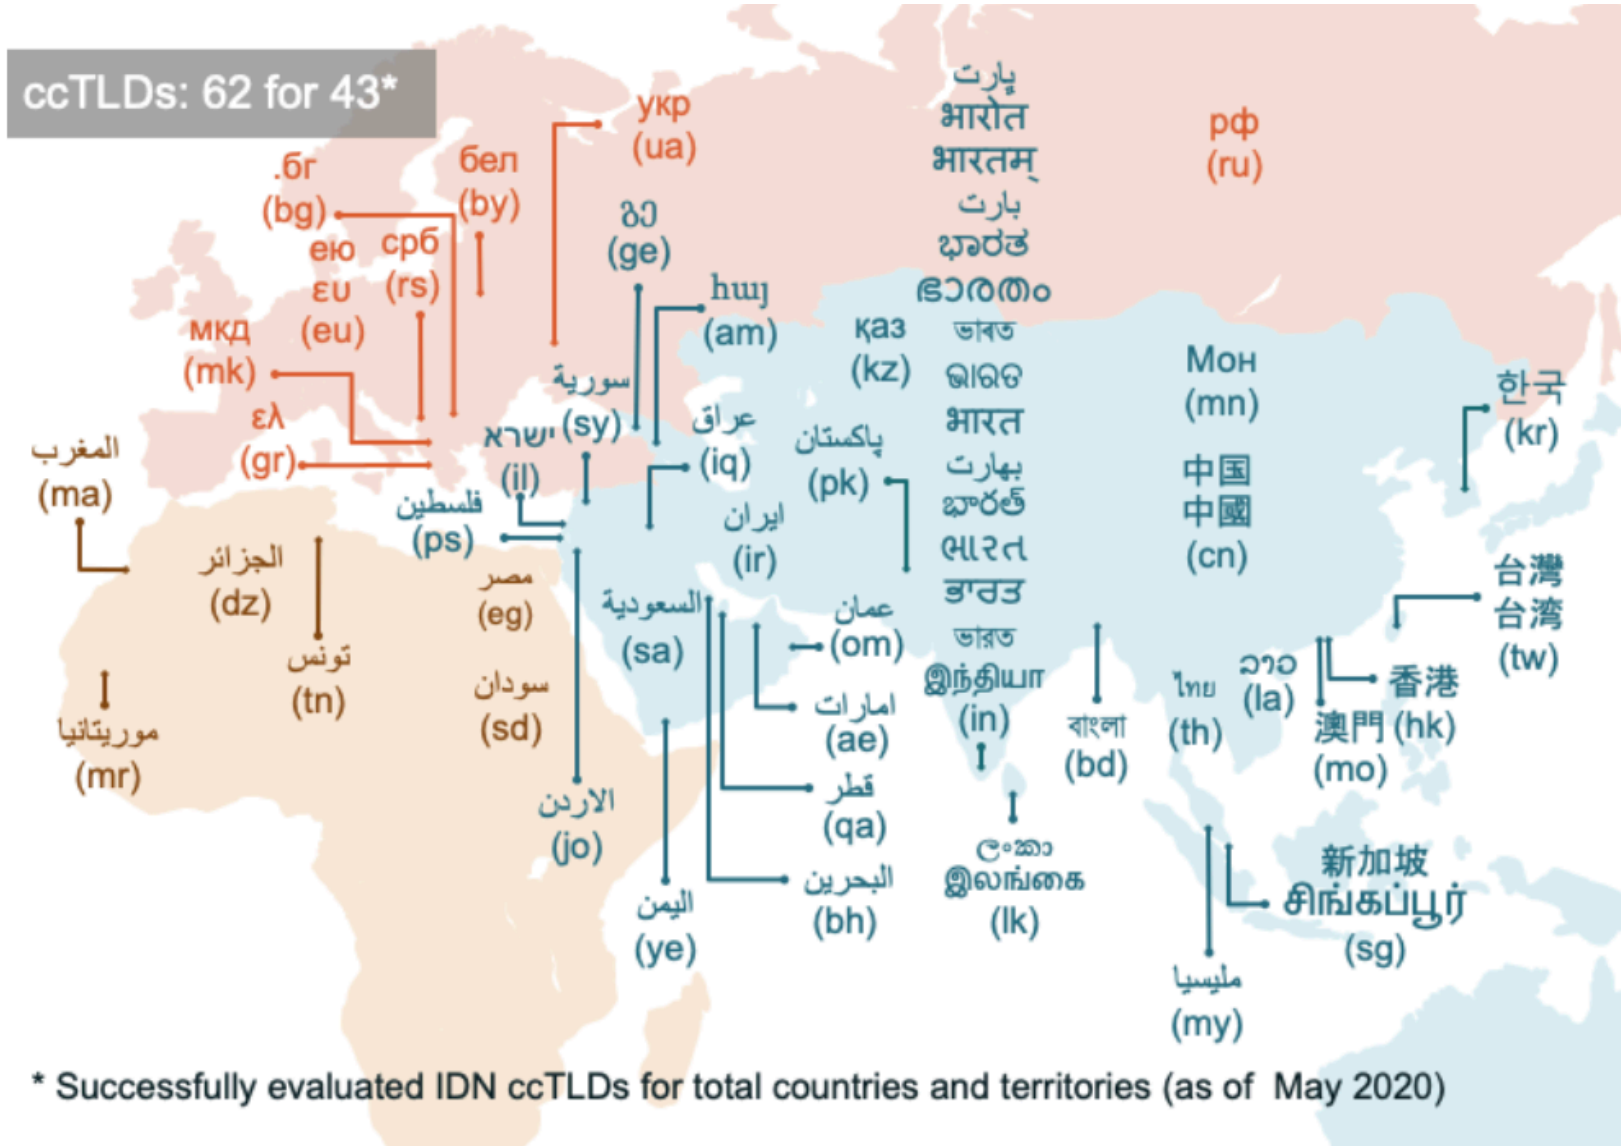 ccTLDs: 62 for 43*
укр
(ua)
.бг
(bg)
бел
(by)
ею
ευ
(eu)
срб
(rs)
мкд
(mk)
ελ
(gr)
рф
(ru)
გე
(ge)
հայ
(am)
سورية
(sy)
ישרא
(il)
عراق
(iq)
فلسطين
(ps)
ايران
(ir)
المغرب
(ma)
الجزائر
(dz)
تونس
(tn)
مصر
(eg)
سودان
(sd)
موريتانيا
(mr)
السعودية
(sa)
عمان
(om)
امارات
(ae)
قطر
(qa)
البحرين
(bh)
اليمن
(ye)
الاردن
(jo)
қаз
(kz)
پاکستان
(pk)
ڀارت
भारोत
भारतम्
بارت
ಭಾರತ
ഭാരതം
ভাৰত
ଭାରତ
भारत
بھارت
భారత్
ભારત
ਭਾਰਤ
ভারত
இந்தியா
(in)
ලංකා
இலங்கை
(lk)
বাংলা
(bd)
Мон
(mn)
中国
中國
(cn)
한국
(kr)
台灣
台湾
(tw)
香港
(hk)
澳門
(mo)
ລາວ
(la)
ไทย
(th)
新加坡
சிங்கப்பூர்
(sg)
مليسيا
(my)
* Successfully evaluated IDN ccTLDs for total countries and territories (as of May 2020)